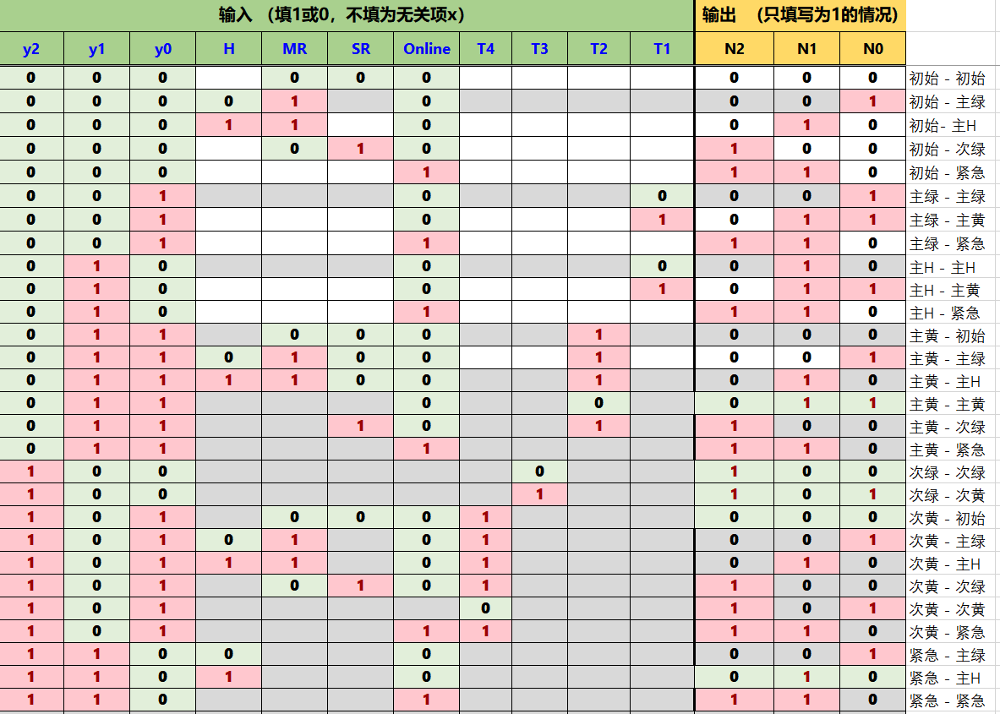 输入 （填1或0，不填为无关项x） 输出 （只填写为1的情况)
y2 y1 y0 H MR SR Online T4 T3 T2 T1 N2 N1 N0
0 0 0 0 0 0 0 0 0 初始 - 初始
0 0 0 0 1 0 0 0 1 初始 - 主绿
0 0 0 1 1 0 0 1 0 初始- 主H
0 0 0 0 1 0 1 0 0 初始 - 次绿
0 0 0 1 1 1 0 初始 - 紧急
0 0 1 0 0 0 0 1 主绿 - 主绿
0 0 1 0 1 0 1 1 主绿 - 主黄
0 0 1 1 1 1 0 主绿 - 紧急
0 1 0 0 0 0 1 0 主H - 主H
0 1 0 0 1 0 1 1 主H - 主黄
0 1 0 1 1 1 0 主H - 紧急
0 1 1 0 0 0 1 0 0 0 主黄 - 初始
0 1 1 0 1 0 0 1 0 0 1 主黄 - 主绿
0 1 1 1 1 0 0 1 0 1 0 主黄 - 主H
0 1 1 0 0 0 1 1 主黄 - 主黄
0 1 1 1 0 1 1 0 0 主黄 - 次绿
0 1 1 1 1 1 0 主黄 - 紧急
1 0 0 0 1 0 0 次绿 - 次绿
1 0 0 1 1 0 1 次绿 - 次黄
1 0 1 0 0 0 1 0 0 0 次黄 - 初始
1 0 1 0 1 0 1 0 0 1 次黄 - 主绿
1 0 1 1 1 0 1 0 1 0 次黄 - 主H
1 0 1 0 1 0 1 1 0 0 次黄 - 次绿
1 0 1 0 1 0 1 次黄 - 次黄
1 0 1 1 1 1 1 0 次黄 - 紧急
1 1 0 0 0 0 0 1 紧急 - 主绿
1 1 0 1 0 0 1 0 紧急 - 主H
1 1 0 1 1 1 0 紧急 - 紧急